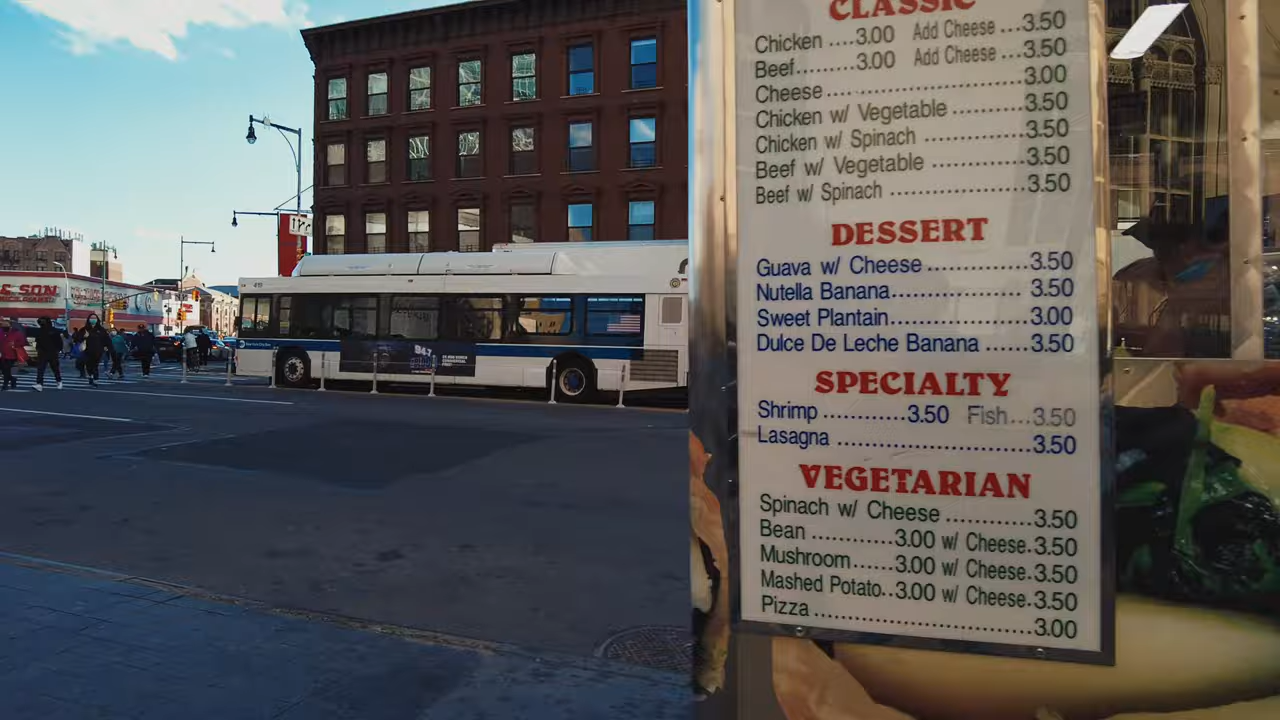 CLASSIC
Chicken ....3.00 Add Cheese ...3.50
Beef........3.00 Add Cheese ...3.50
Cheese ..............................3.00
Chicken w/ Vegetable ............3.50
Chicken w/ Spinach ................3.50
Beef w/ Vegetable ................3.50
Beef w/ Spinach .....................3.50
DESSERT
Guava w/ Cheese ................3.50
Nutella Banana.....................3.50
Sweet Plantain.....................3.00
Dulce De Leche Banana .......3.50
SPECIALTY
Shrimp ............3.50 Fish...3.50
Lasagna ............................3.50
VEGETARIAN
Spinach w/ Cheese ............3.50
Bean ..........3.00 w/ Cheese.3.50
Mushroom......3.00 w/ Cheese.3.50
Mashed Potato..3.00 w/ Cheese.3.50
Pizza ................................3.00
& SON
94.7